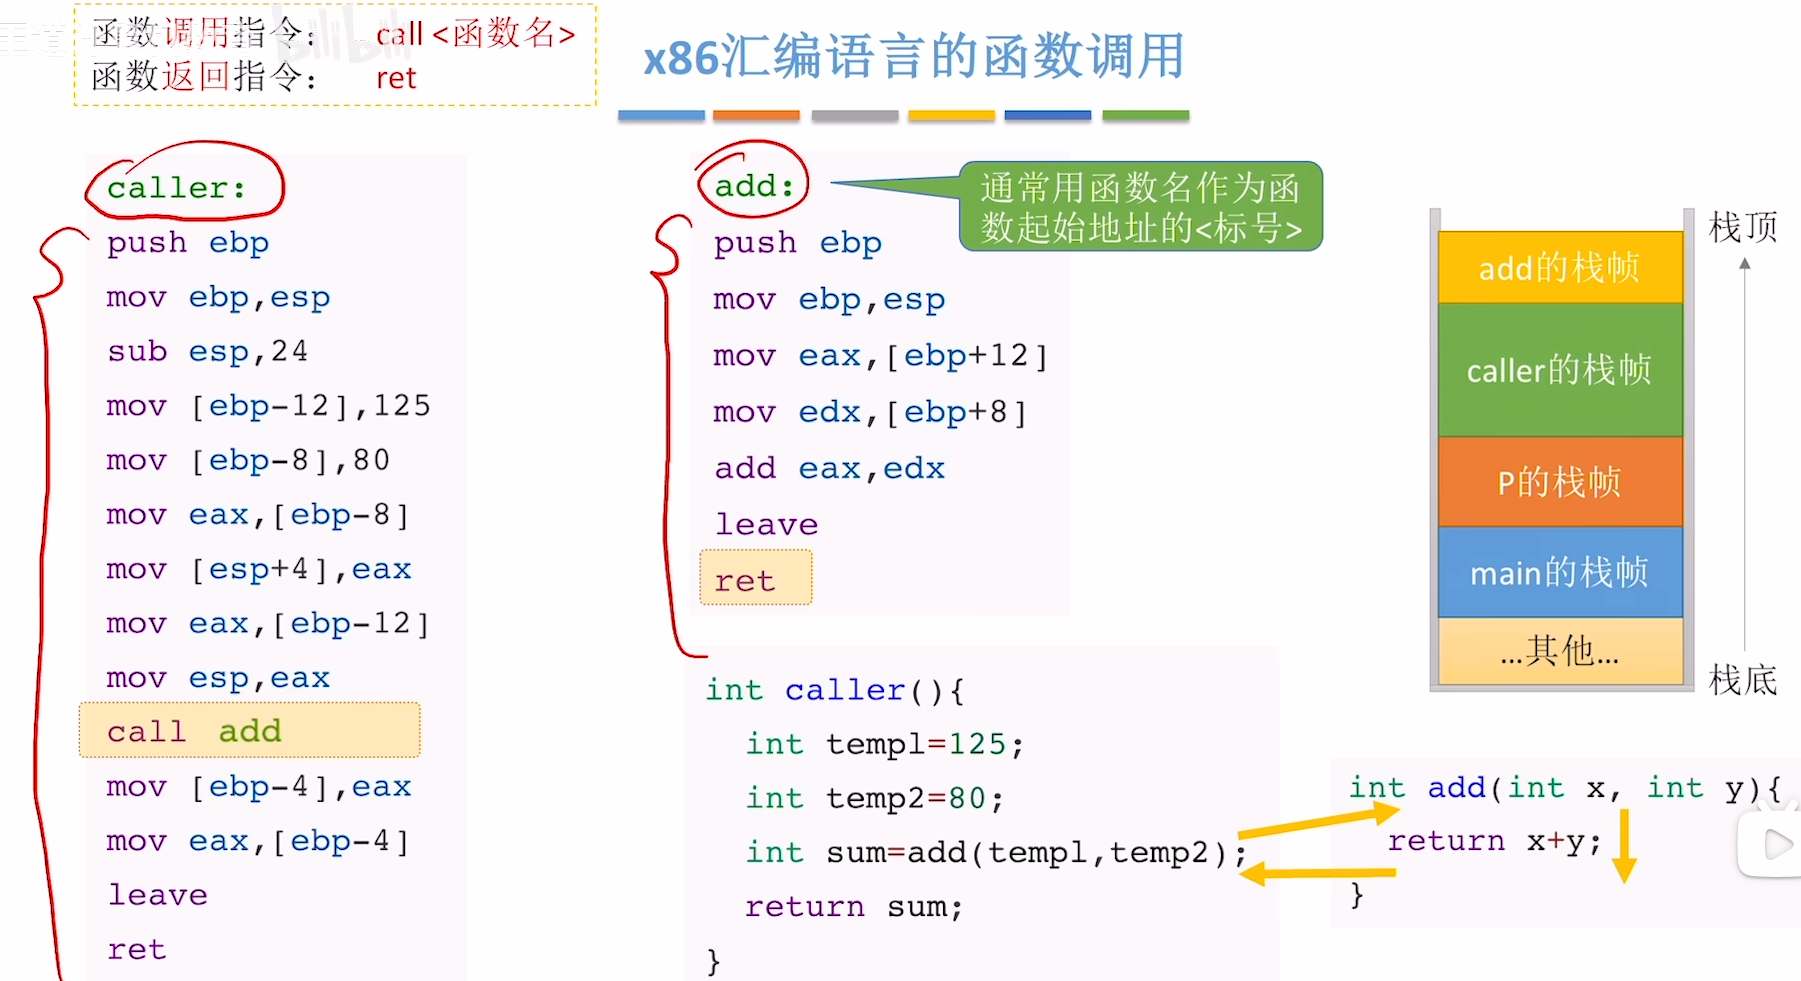 函数调用指令： call <函数名>
函数返回指令： ret
bilibili
x86汇编语言的函数调用
caller:
push ebp
mov ebp,esp
sub esp,24
mov [ebp-12],125
mov [ebp-8],80
mov eax,[ebp-8]
mov [esp+4],eax
mov eax,[ebp-12]
mov esp,eax
call add
mov [ebp-4],eax
mov eax,[ebp-4]
leave
ret
add:
push ebp
mov ebp,esp
mov eax,[ebp+12]
mov edx,[ebp+8]
add eax,edx
leave
ret
通常用函数名作为函
数起始地址的<标号>
int caller(){
int templ=125;
int temp2=80;
int sum=add(templ,temp2);
return sum;
}
int add(int x, int y){
return x+y;
}
栈顶
add的栈帧
caller的栈帧
P的栈帧
main的栈帧
...其他...
栈底